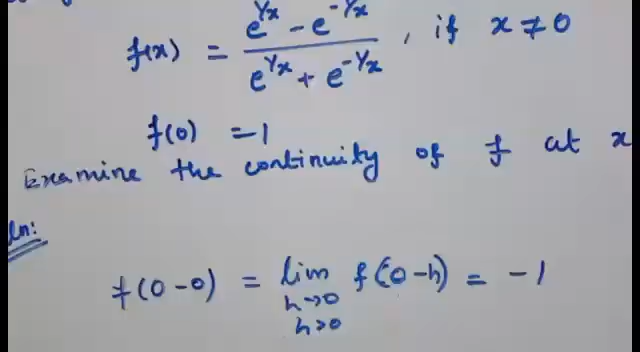 f(x) = (e^{1/x} - e^{-1/x}) / (e^{1/x} + e^{-1/x}), if x ≠ 0
f(0) = 1
Examine the continuity of f at x
ln:
f(0-0) = lim_{h→0, h>0} f(0-h) = -1